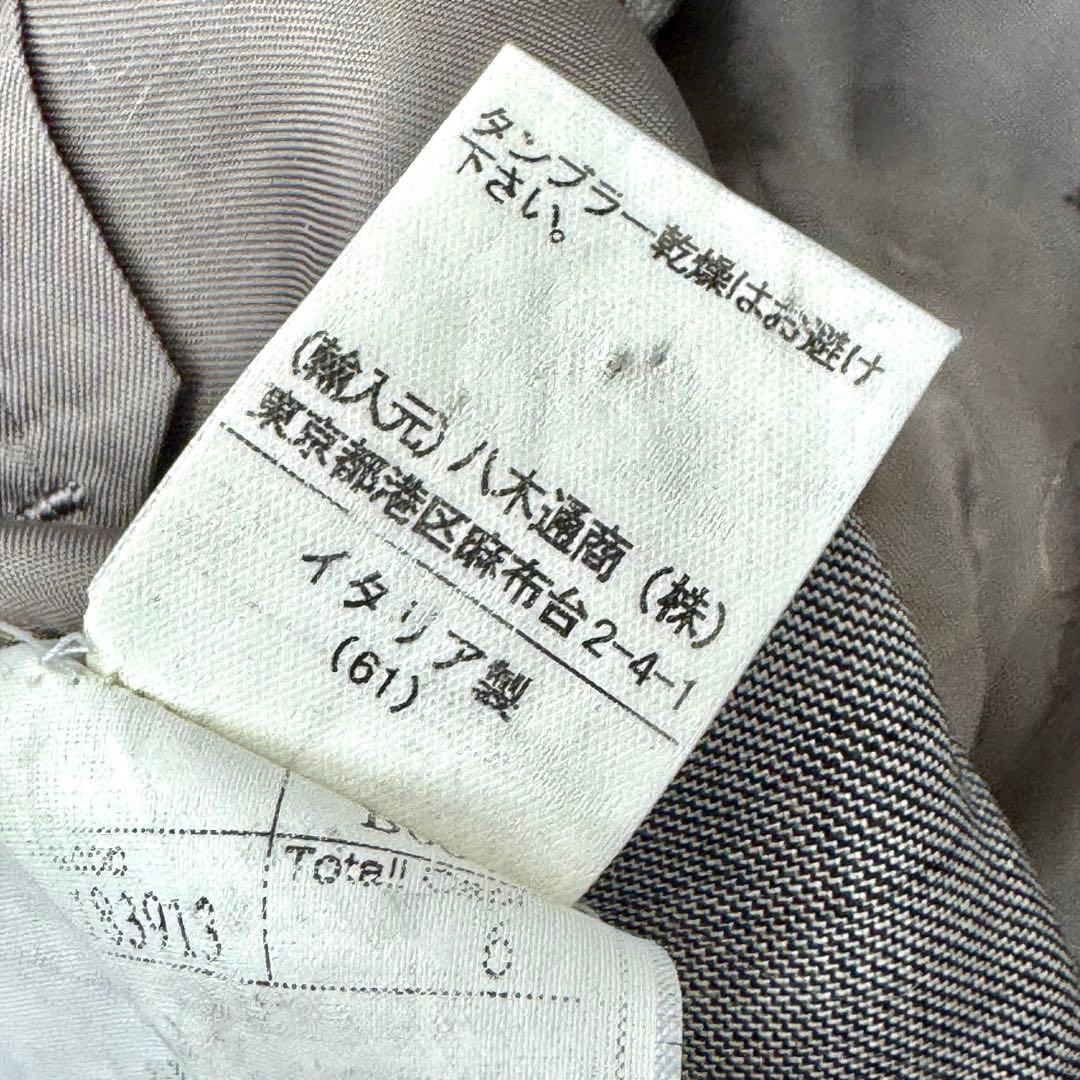 タンブラー乾燥はお避け
下さい。
(輸入元) 八木通商 (株)
東京都港区麻布台2-4-1
イタリア製
(61)
Totali
93913
0